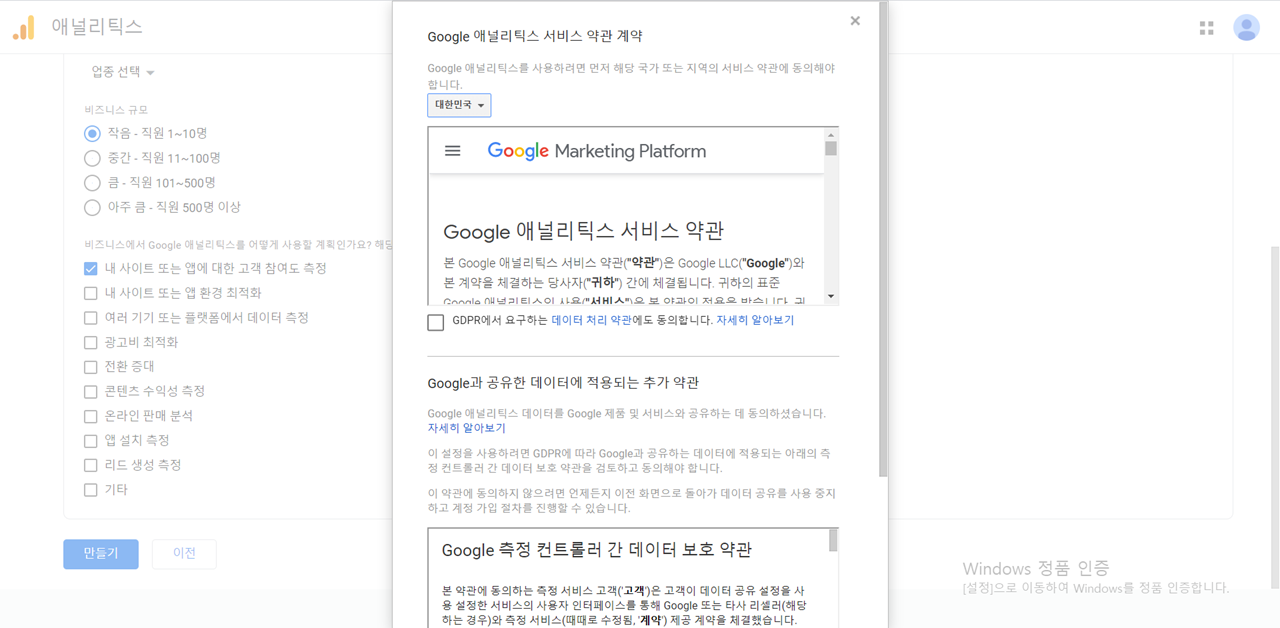 애널리틱스
업종 선택
비즈니스 규모
작음 - 직원 1~10명
중간 - 직원 11~100명
큼 - 직원 101~500명
아주 큼 - 직원 500명 이상
비즈니스에서 Google 애널리틱스를 어떻게 사용할 계획인가요? 해당
내 사이트 또는 앱에 대한 고객 참여도 측정
내 사이트 또는 앱 환경 최적화
여러 기기 또는 플랫폼에서 데이터 측정
광고비 최적화
전환 증대
콘텐츠 수익성 측정
온라인 판매 분석
앱 설치 측정
리드 생성 측정
기타
만들기
이전
×
Google 애널리틱스 서비스 약관 계약
Google 애널리틱스를 사용하려면 먼저 해당 국가 또는 지역의 서비스 약관에 동의해야
합니다.
대한민국
Google Marketing Platform
Google 애널리틱스 서비스 약관
본 Google 애널리틱스 서비스 약관("약관")은 Google LLC("Google")와
본 계약을 체결하는 당사자("귀하") 간에 체결됩니다. 귀하의 표준
Google 애널리틱스의 사용("서비스")은 본 약관의 적용을 받습니다. 귀
GDPR에서 요구하는 데이터 처리 약관에도 동의합니다. 자세히 알아보기
Google과 공유한 데이터에 적용되는 추가 약관
Google 애널리틱스 데이터를 Google 제품 및 서비스와 공유하는 데 동의하셨습니다.
자세히 알아보기
이 설정을 사용하려면 GDPR에 따라 Google과 공유하는 데이터에 적용되는 아래의 측
정 컨트롤러 간 데이터 보호 약관을 검토하고 동의해야 합니다.
이 약관에 동의하지 않으려면 언제든지 이전 화면으로 돌아가 데이터 공유를 사용 중지
하고 계정 가입 절차를 진행할 수 있습니다.
Google 측정 컨트롤러 간 데이터 보호 약관
본 약관에 동의하는 측정 서비스 고객('고객')은 고객이 데이터 공유 설정을 사
용 설정한 서비스의 사용자 인터페이스를 통해 Google 또는 타사 리셀러(해당
하는 경우)와 측정 서비스(때때로 수정됨, '계약') 제공 계약을 체결했습니다.
Windows 정품 인증
[설정]으로 이동하여 Windows를 정품 인증합니다.